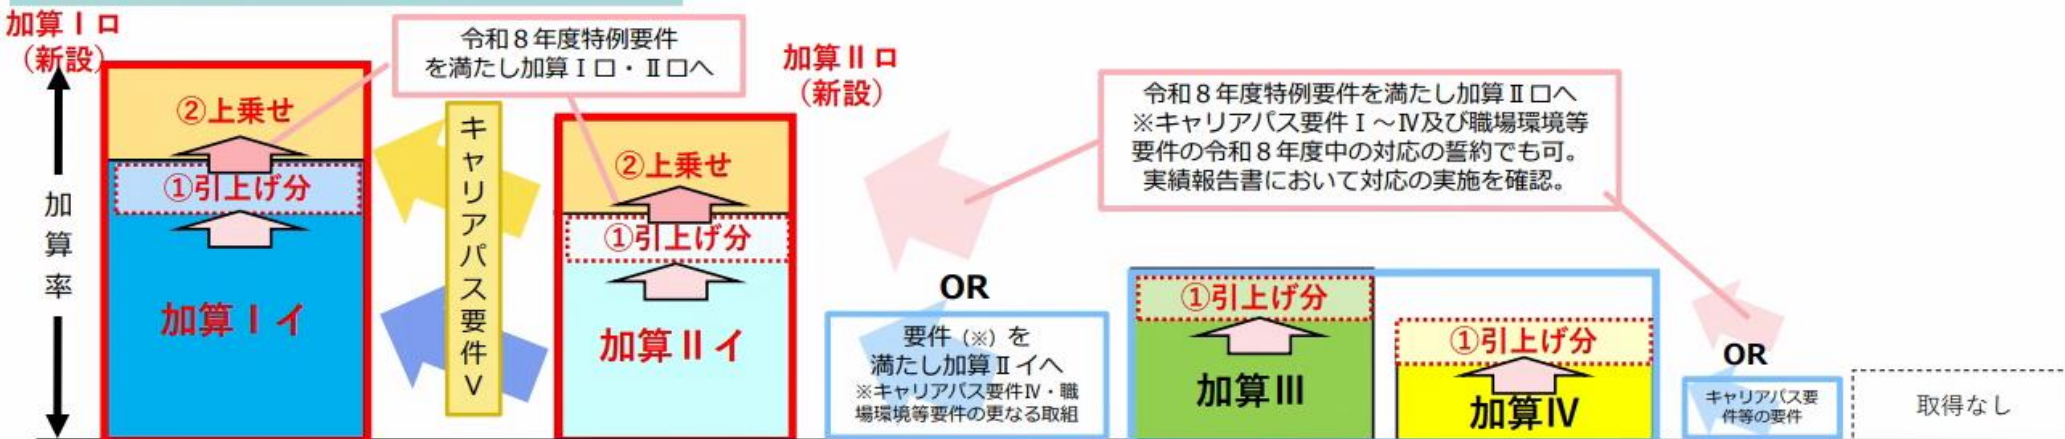 加算Ⅰロ
（新設）
加算率
②上乗せ
①引上げ分
加算Ⅰイ
令和８年度特例要件
を満たし加算Ⅰロ・Ⅱロへ
キャリアパス要件Ⅴ
加算Ⅱロ
（新設）
②上乗せ
①引上げ分
加算Ⅱイ
令和８年度特例要件を満たし加算Ⅱロへ
※キャリアパス要件Ⅰ～Ⅳ及び職場環境等
要件の令和８年度中の対応の誓約でも可。
実績報告書において対応の実施を確認。
OR
要件（※）を
満たし加算Ⅱイへ
※キャリアパス要件Ⅳ・職
場環境等要件の更なる取組
①引上げ分
加算Ⅲ
①引上げ分
加算Ⅳ
OR
キャリアパス要
件等の要件
取得なし